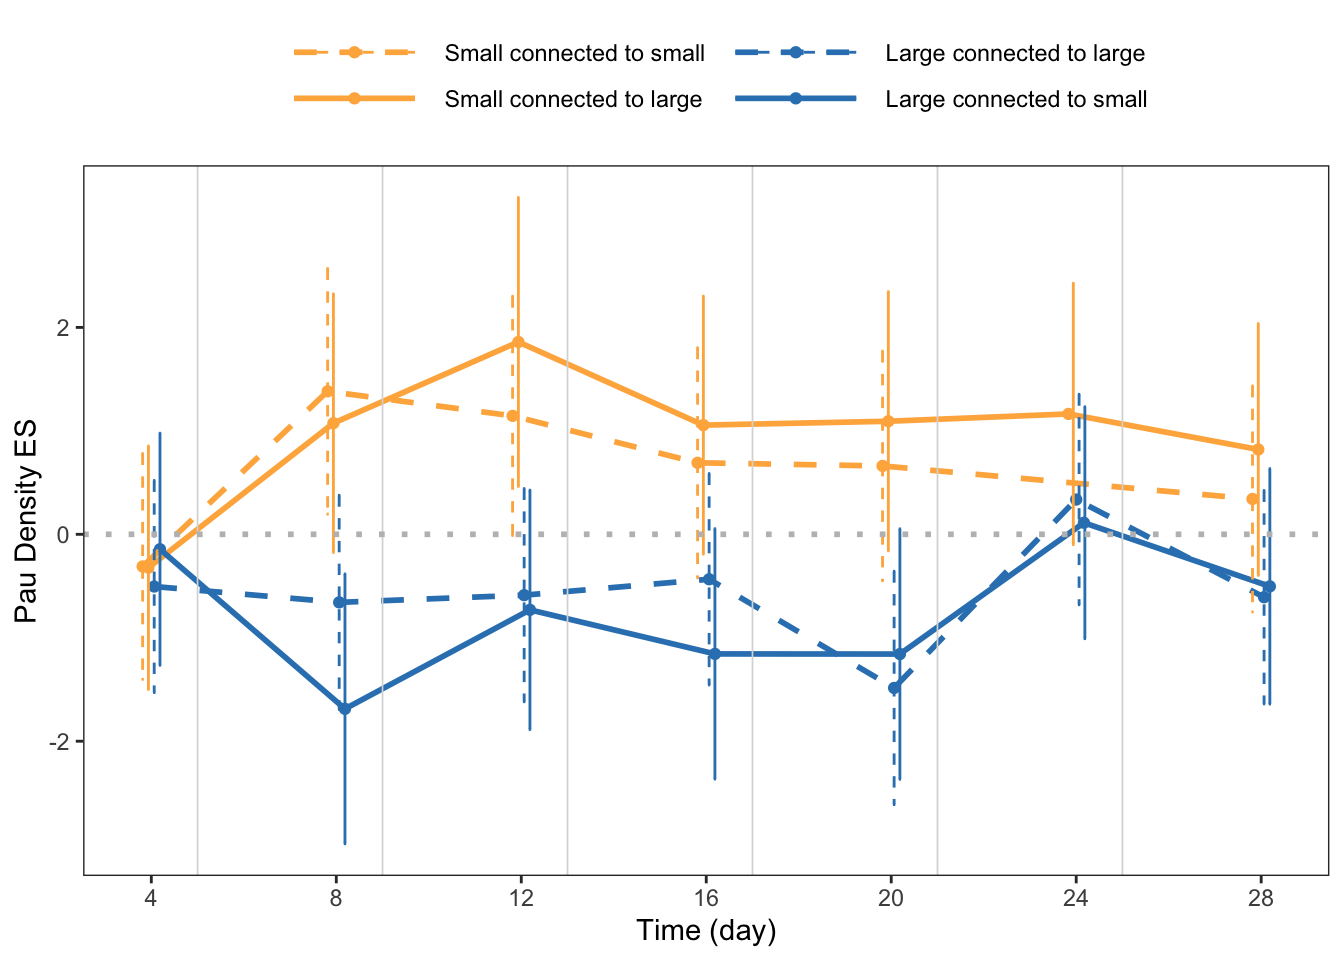 Small connected to small
Large connected to large
Small connected to large
Large connected to small
Pau Density ES
2
0
-2
4
8
12
16
20
24
28
Time (day)